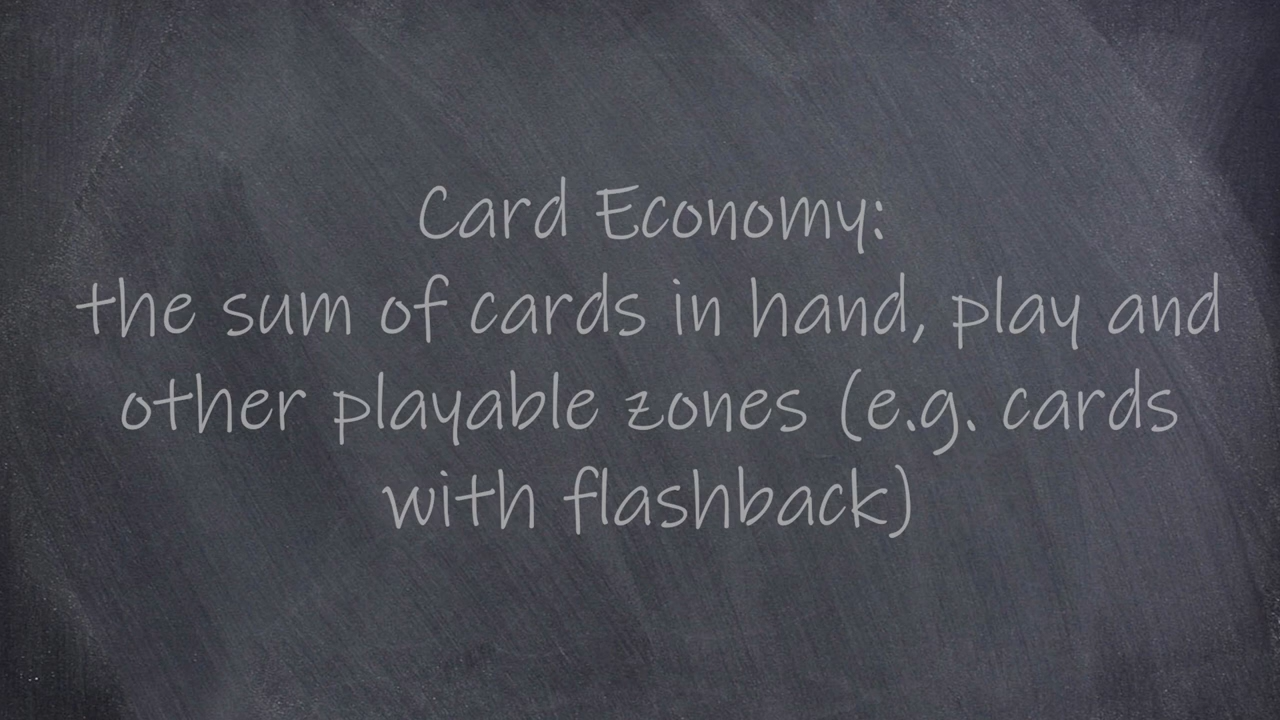 Card Economy:
the sum of cards in hand, play and
other playable zones (e.g. cards
with flashback)